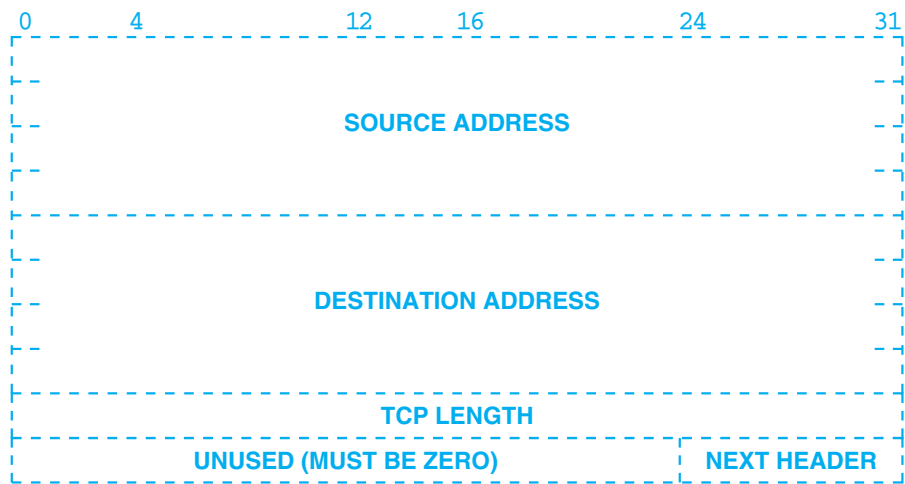 0 4 12 16 24 31
SOURCE ADDRESS
DESTINATION ADDRESS
TCP LENGTH
UNUSED (MUST BE ZERO) NEXT HEADER